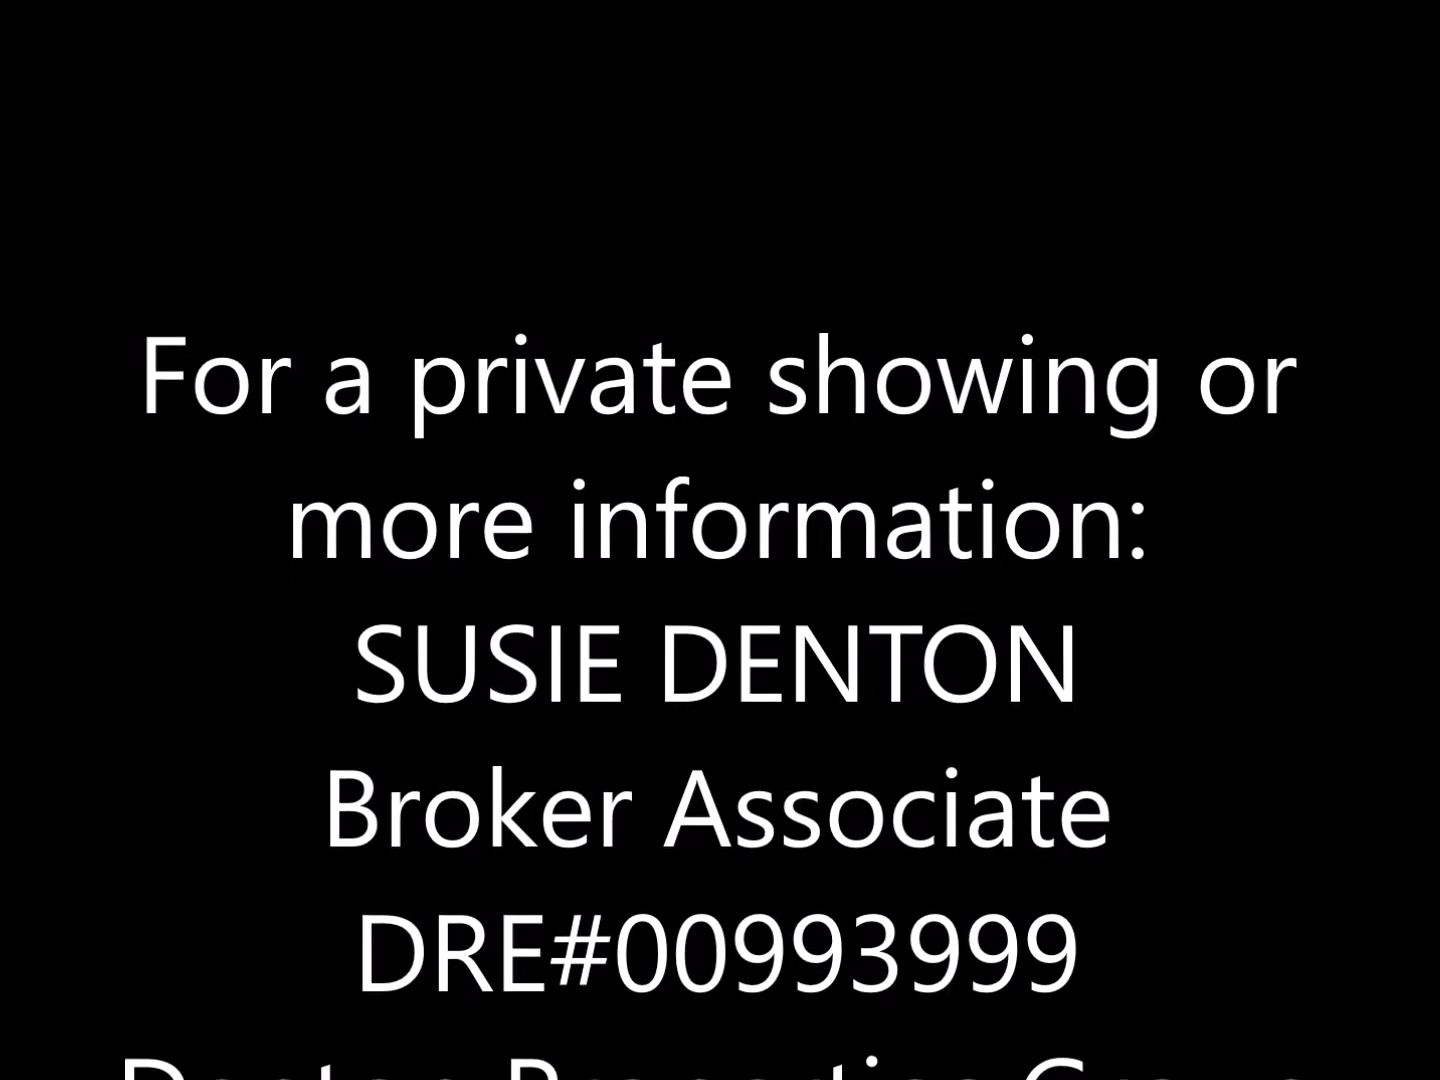 For a private showing or
more information:
SUSIE DENTON
Broker Associate
DRE#00993999